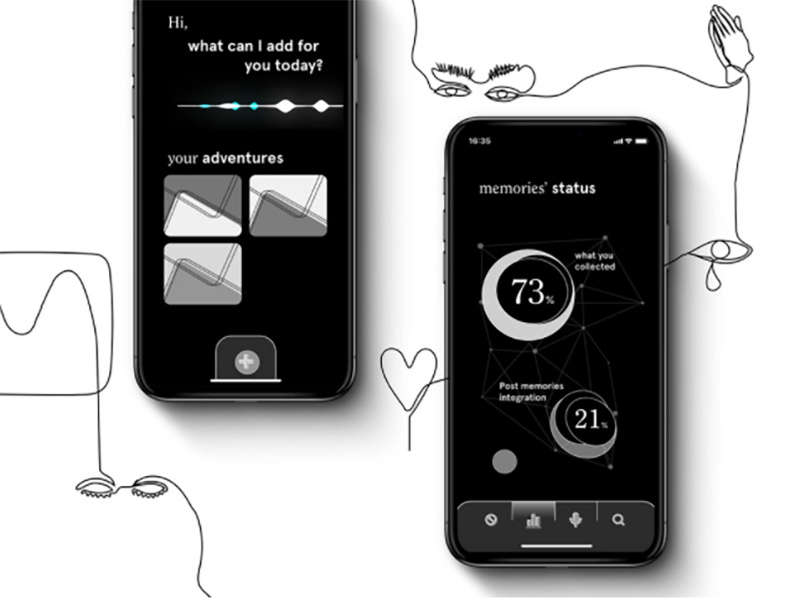 Hi,
what can I add for
you today?
your adventures
16:35
memories' status
what you
collected
73%
Post memories
integration
21%